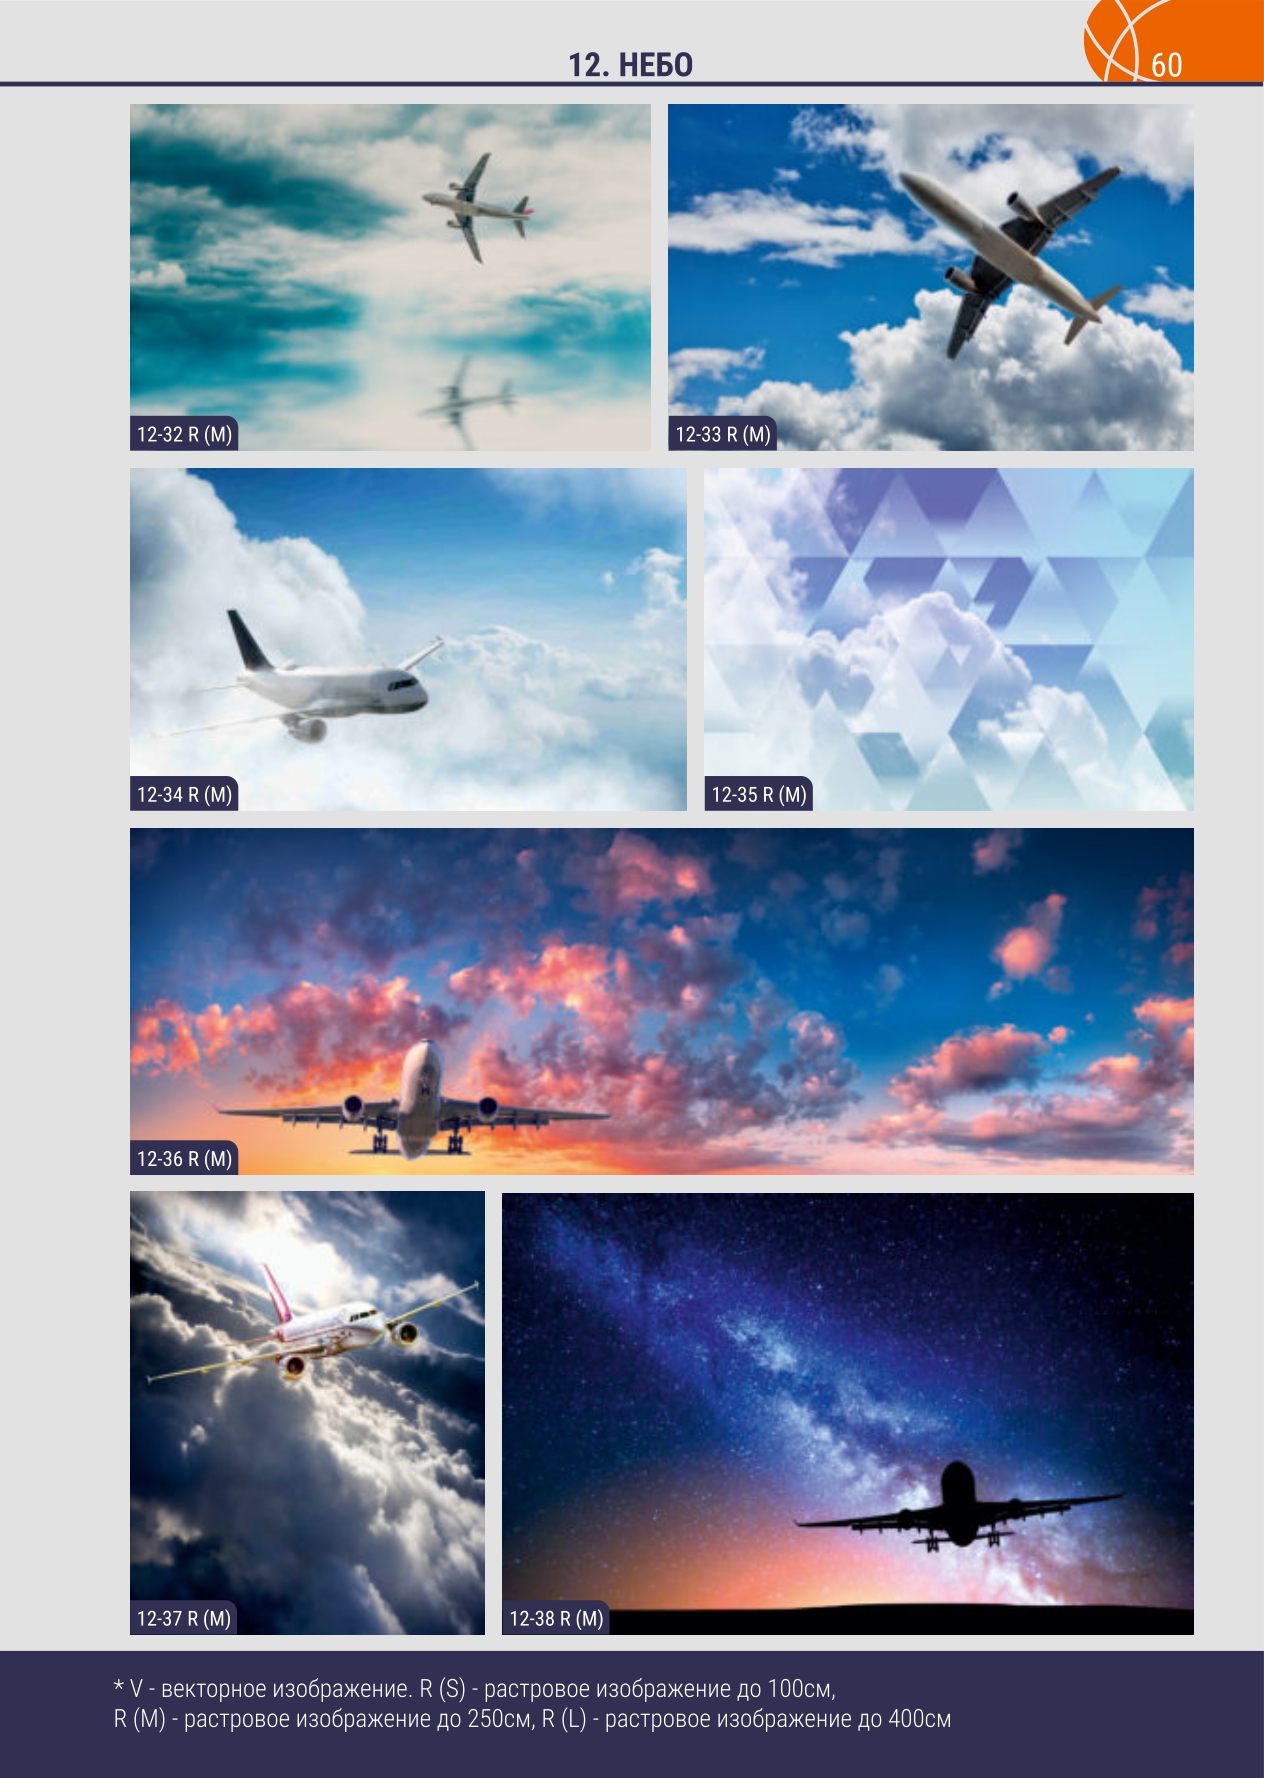 12. НЕБО
60
12-32 R (M)
12-33 R (M)
12-34 R (M)
12-35 R (M)
12-36 R (M)
12-37 R (M)
12-38 R (M)
* V - векторное изображение. R (S) - растровое изображение до 100см,
R (M) - растровое изображение до 250см, R (L) - растровое изображение до 400см